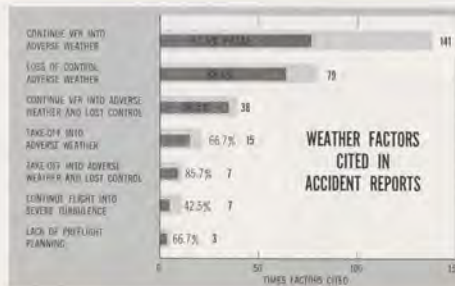 CONTINUE VFR INTO
ADVERSE WEATHER
141
LOSS OF CONTROL
ADVERSE WEATHER
79
CONTINUE VFR INTO ADVERSE
WEATHER AND LOST CONTROL
38
TAKE-OFF INTO
ADVERSE WEATHER
66.7% 15
TAKE-OFF INTO ADVERSE
WEATHER AND LOST CONTROL
85.7% 7
CONTINUE FLIGHT INTO
SEVERE TURBULENCE
42.3% 7
LACK OF PREFLIGHT
PLANNING
66.7% 3
WEATHER FACTORS
CITED IN
ACCIDENT REPORTS
0 50 100
TIMES FACTORS CITED